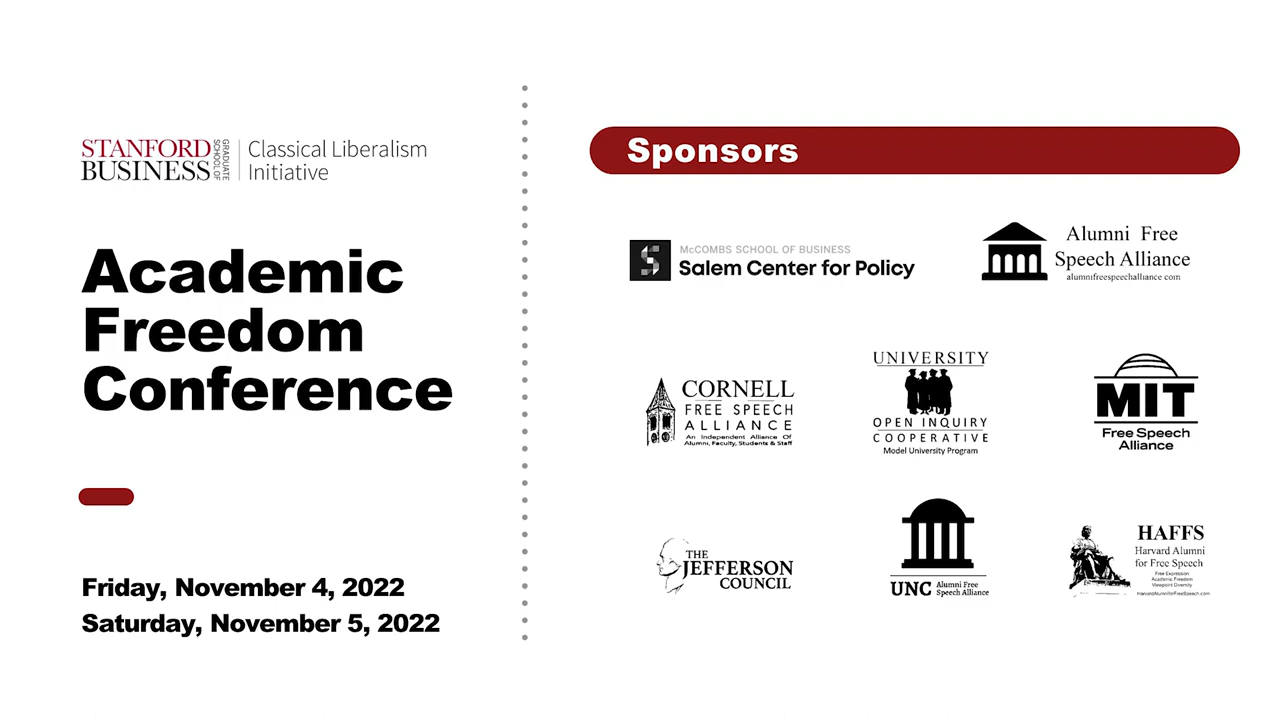 STANFORD
BUSINESS
GRADUATE
SCHOOL OF
Classical Liberalism
Initiative
Academic
Freedom
Conference
Friday, November 4, 2022
Saturday, November 5, 2022
Sponsors
McCOMBS SCHOOL OF BUSINESS
Salem Center for Policy
Alumni Free
Speech Alliance
alumnifreespeechalliance.com
CORNELL
FREE SPEECH
ALLIANCE
An Independent Alliance Of
Alumni, Faculty, Students & Staff
UNIVERSITY
OPEN INQUIRY
COOPERATIVE
Model University Program
MIT
Free Speech
Alliance
THE
JEFFERSON
COUNCIL
UNC
Alumni Free
Speech Alliance
HAFFS
Harvard Alumni
for Free Speech
Free Expression
Academic Freedom
Viewpoint Diversity
HarvardAlumniforFreeSpeech.com